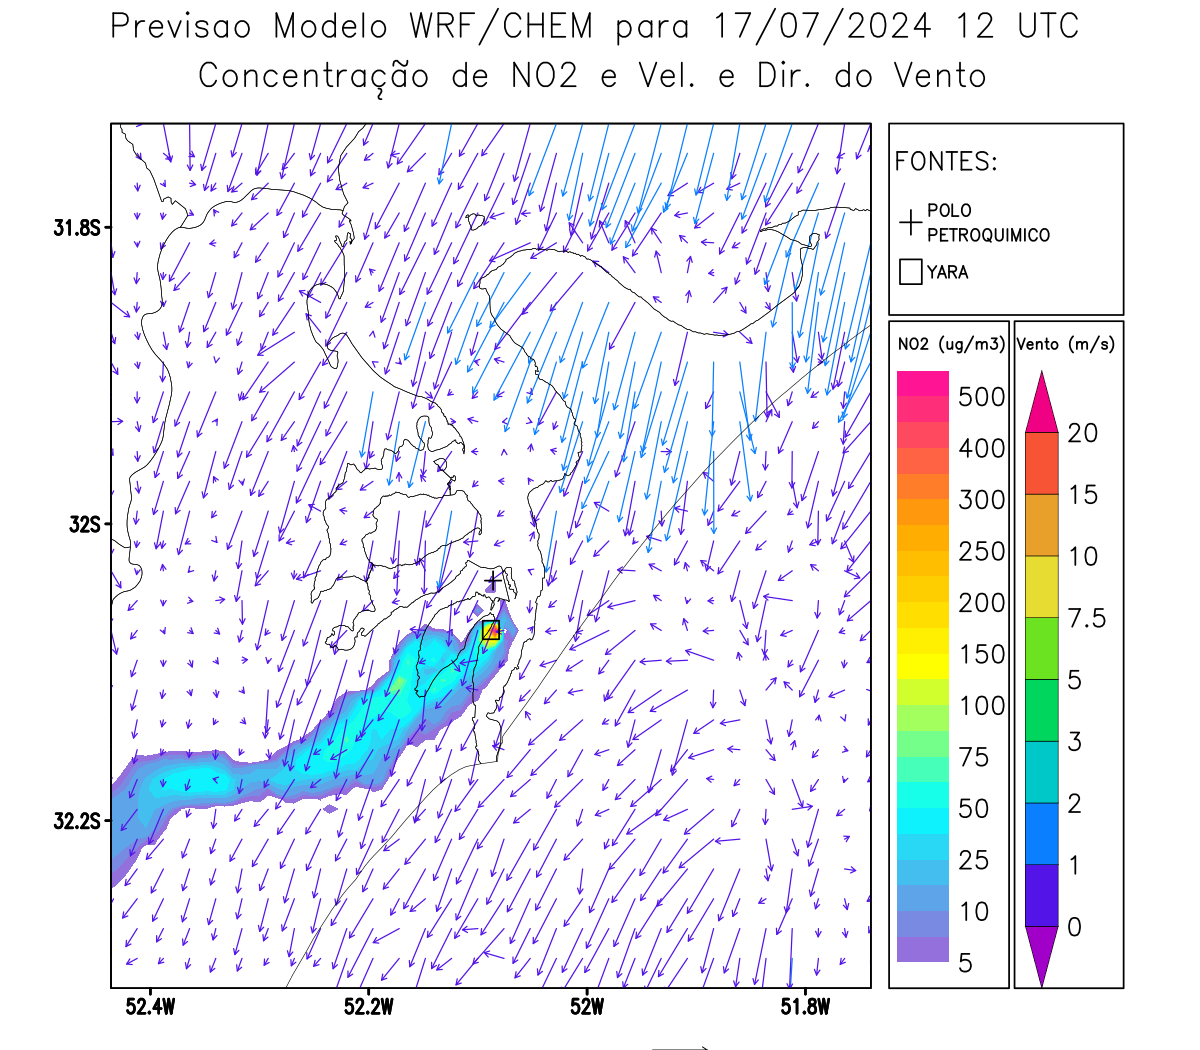 Previsao Modelo WRF/CHEM para 17/07/2024 12 UTC
Concentração de NO2 e Vel. e Dir. do Vento
FONTES:
POLO
PETROQUIMICO
YARA
NO2 (ug/m3)
500
400
300
250
200
150
100
75
50
25
10
5
Vento (m/s)
20
15
10
7.5
5
3
2
1
0
31.8S
32S
32.2S
52.4W
52.2W
52W
51.8W